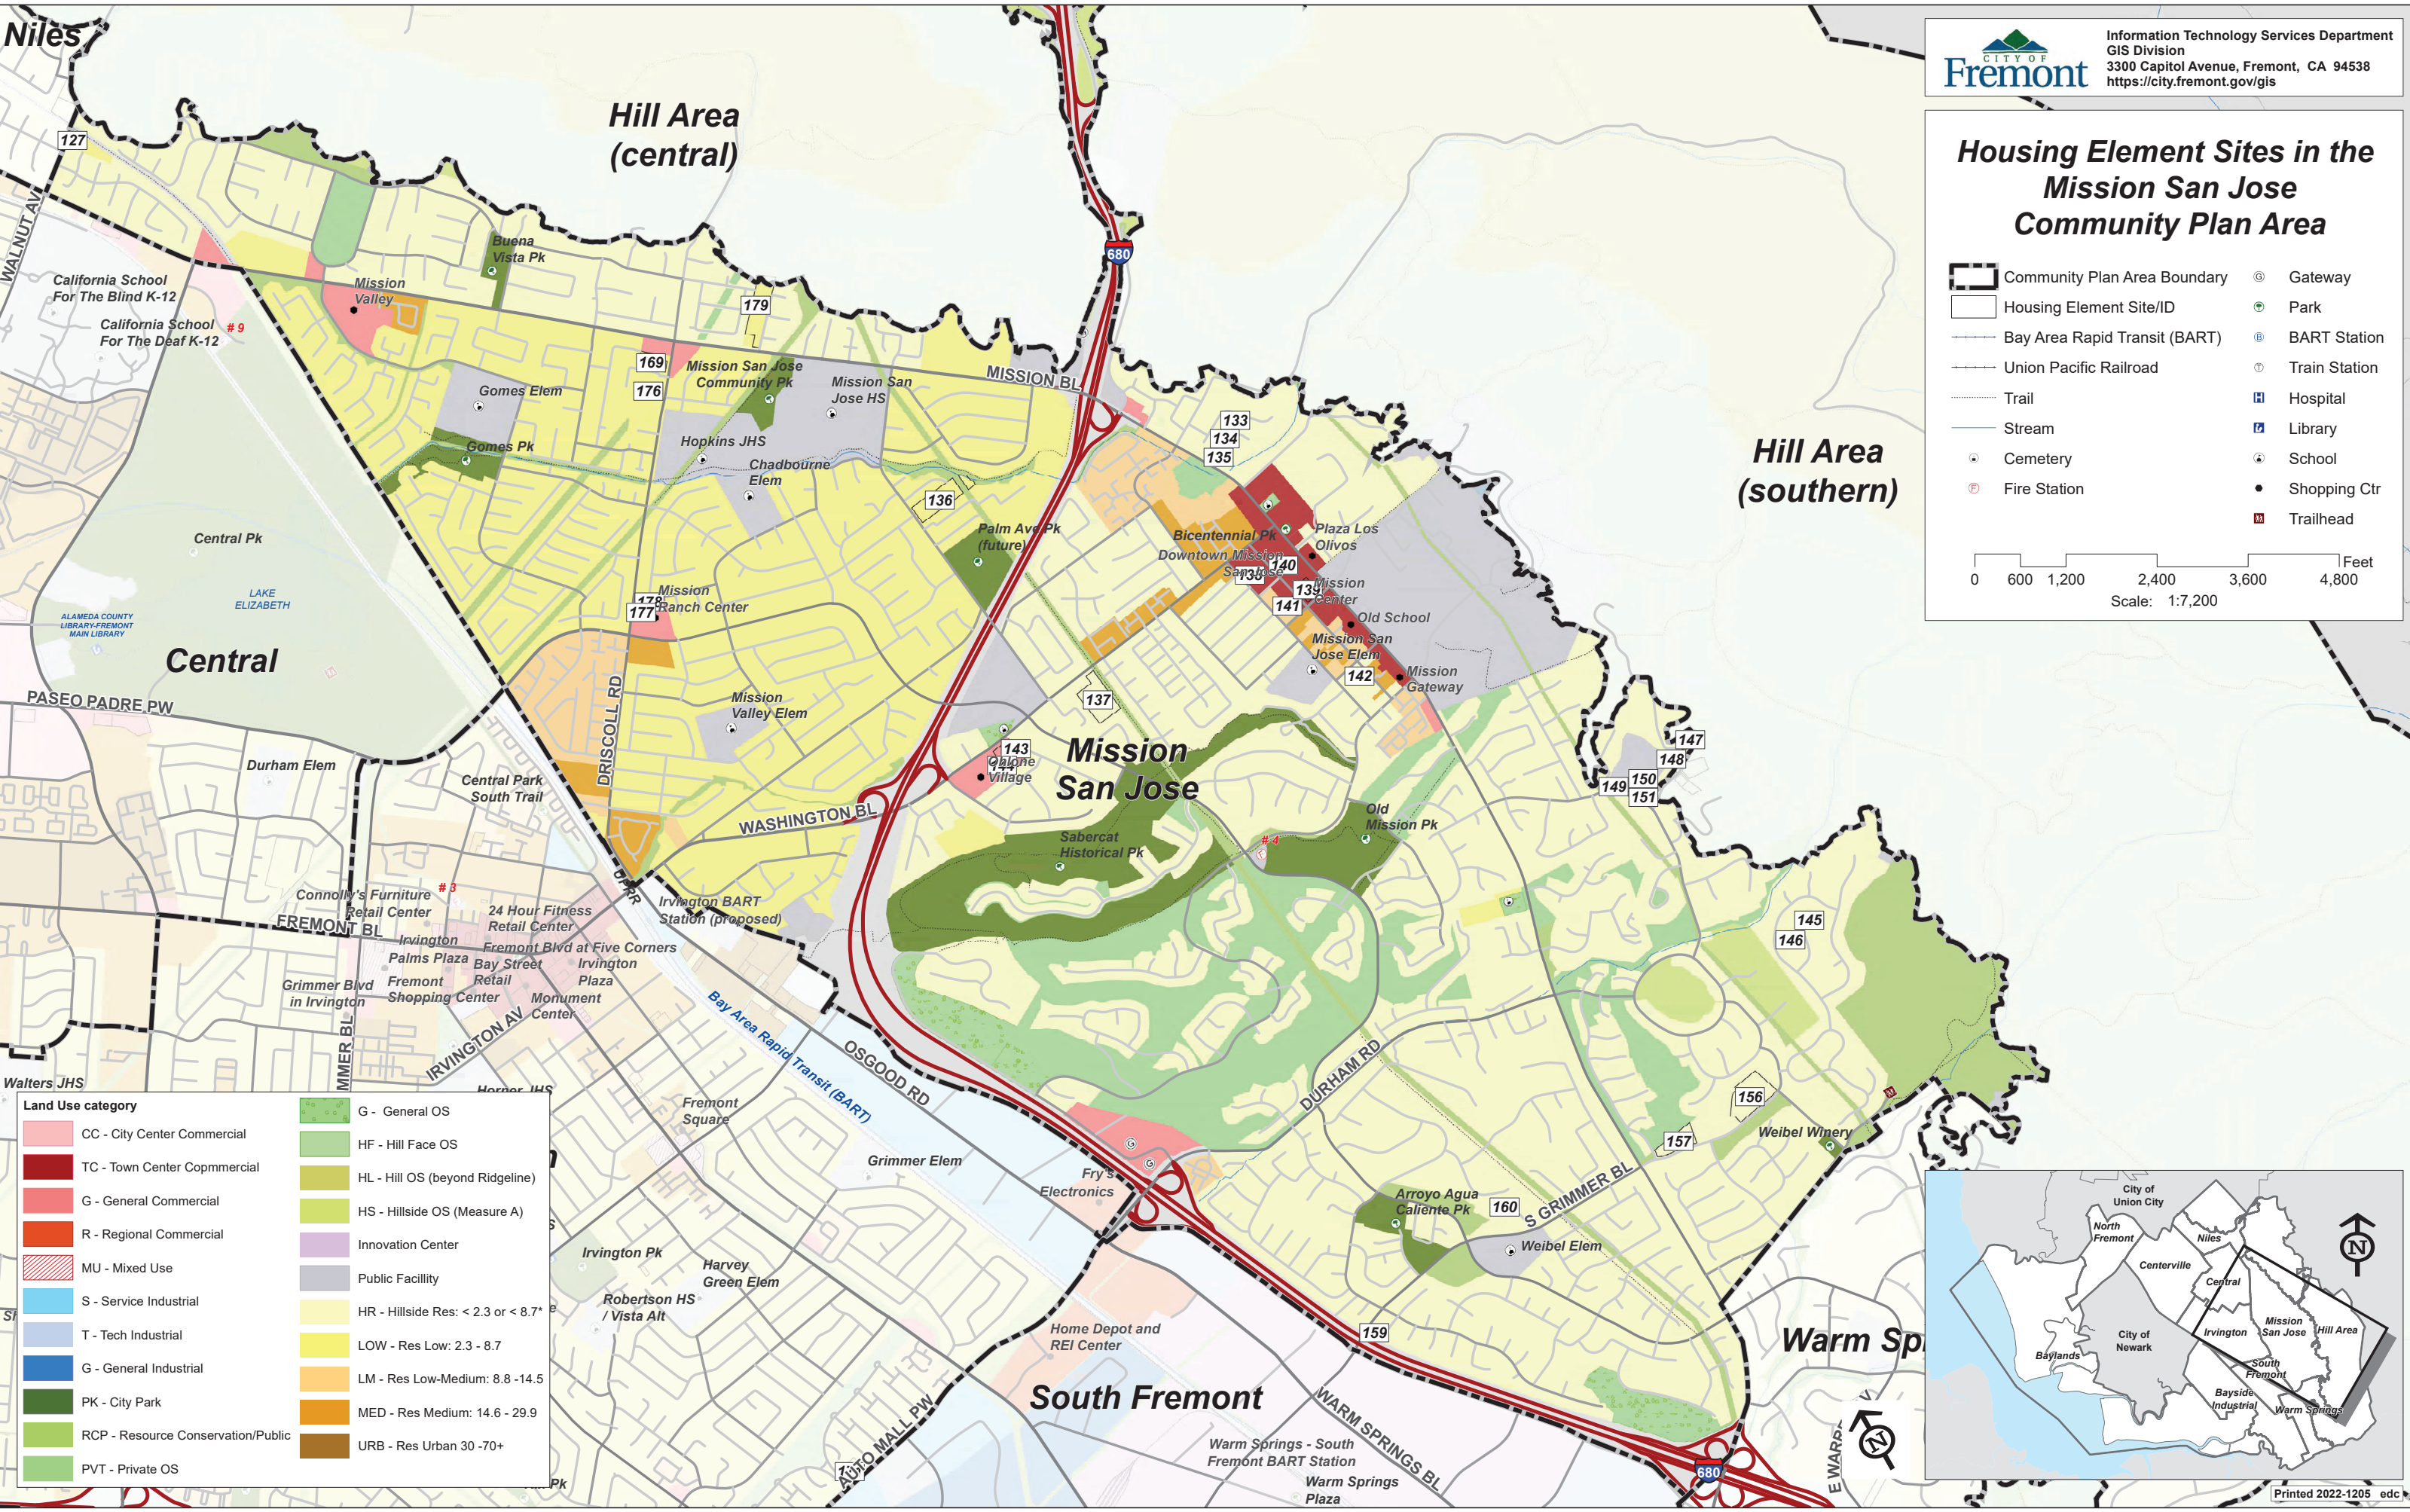 Niles
Hill Area
(central)
CITY OF
Fremont
Information Technology Services Department
GIS Division
3300 Capitol Avenue, Fremont, CA 94538
https://city.fremont.gov/gis
Housing Element Sites in the
Mission San Jose
Community Plan Area
Community Plan Area Boundary
Housing Element Site/ID
Bay Area Rapid Transit (BART)
Union Pacific Railroad
Trail
Stream
Cemetery
Fire Station
Gateway
Park
BART Station
Train Station
Hospital
Library
School
Shopping Ctr
Trailhead
Feet
0 600 1,200 2,400 3,600 4,800
Scale: 1:7,200
127
WALNUT AV
California School
For The Blind K-12
California School
For The Deaf K-12
# 9
Buena
Vista Pk
Mission
Valley
680
179
169
176
Mission San Jose
Community Pk
Mission San
Jose HS
MISSION BL
Gomes Elem
Gomes Pk
Hopkins JHS
Chadbourne
Elem
133
134
135
136
Hill Area
(southern)
Central Pk
LAKE
ELIZABETH
ALAMEDA COUNTY
LIBRARY-FREMONT
MAIN LIBRARY
Central
Palm Ave Pk
(future)
Bicentennial Pk
Downtown Mission
San Jose
Plaza Los
Olivos
140
138
139
141
Mission
Center
Old School
Mission San
Jose Elem
142
Mission
Gateway
178
177
Mission
Ranch Center
PASEO PADRE PW
DRISCOLL RD
Mission
Valley Elem
137
143
144
Ohlone
Village
Mission
San Jose
147
148
149
150
151
Durham Elem
Central Park
South Trail
WASHINGTON BL
Sabercat
Historical Pk
# 4
Old
Mission Pk
UPRR
Irvington BART
Station (proposed)
# 3
Connolly's Furniture
Retail Center
FREMONT BL
24 Hour Fitness
Retail Center
Irvington
Palms Plaza
Fremont Blvd at Five Corners
Bay Street
Retail
Irvington
Plaza
Grimmer Blvd
in Irvington
Fremont
Shopping Center
Monument
Center
145
146
MMER BL
IRVINGTON AV
Bay Area Rapid Transit (BART)
OSGOOD RD
DURHAM RD
Walters JHS
Horner JHS
Fremont
Square
156
157
Weibel Winery
Grimmer Elem
Fry's
Electronics
Arroyo Agua
Caliente Pk
160
S GRIMMER BL
Weibel Elem
Irvington Pk
Harvey
Green Elem
Robertson HS
/ Vista Alt
Home Depot and
REI Center
159
Warm Sp
South Fremont
AUTO MALL PW
WARM SPRINGS BL
Warm Springs - South
Fremont BART Station
Warm Springs
Plaza
680
E WARRE
N
Land Use category
CC - City Center Commercial
TC - Town Center Copmmercial
G - General Commercial
R - Regional Commercial
MU - Mixed Use
S - Service Industrial
T - Tech Industrial
G - General Industrial
PK - City Park
RCP - Resource Conservation/Public
PVT - Private OS
G - General OS
HF - Hill Face OS
HL - Hill OS (beyond Ridgeline)
HS - Hillside OS (Measure A)
Innovation Center
Public Facillity
HR - Hillside Res: < 2.3 or < 8.7*
LOW - Res Low: 2.3 - 8.7
LM - Res Low-Medium: 8.8 -14.5
MED - Res Medium: 14.6 - 29.9
URB - Res Urban 30 -70+
City of
Union City
North
Fremont
Niles
Centerville
Central
Mission
San Jose
Hill Area
Irvington
City of
Newark
Baylands
South
Fremont
Bayside
Industrial
Warm Springs
N
Printed 2022-1205 edc